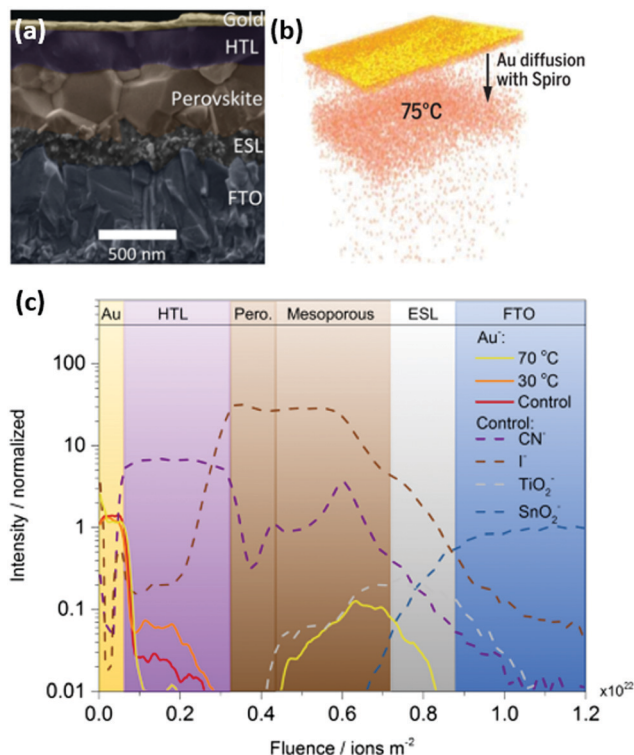 (a)
Gold
HTL
Perovskite
ESL
FTO
500 nm
(b)
Au diffusion
with Spiro
75°C
(c)
Au HTL Pero. Mesoporous ESL FTO
Au⁻:
70 °C
30 °C
Control
Control:
CN⁻
I⁻
TiO₂⁻
SnO₂⁻
100
10
1
0.1
0.01
Intensity / normalized
0.0 0.2 0.4 0.6 0.8 1.0 1.2
x10²²
Fluence / ions m⁻²